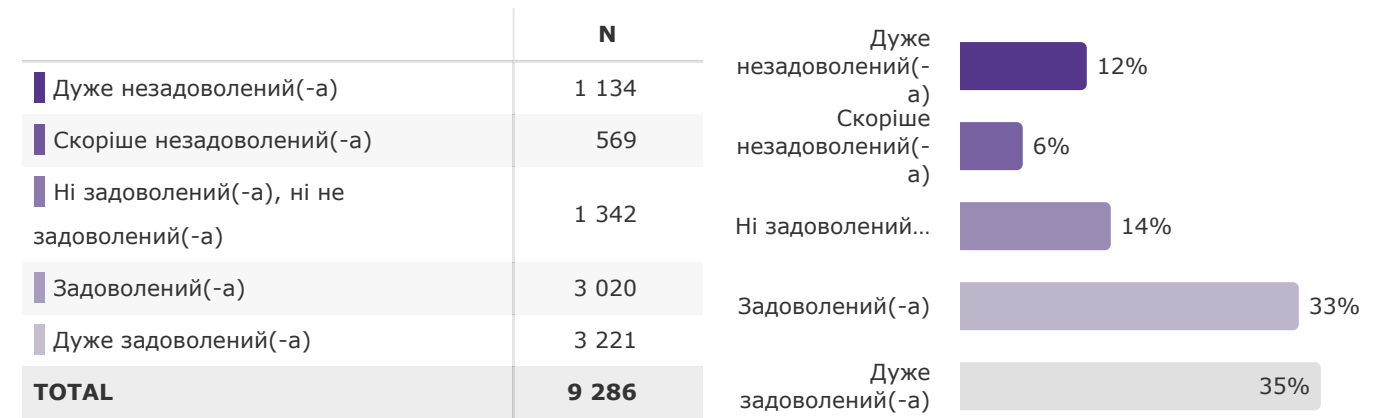 N
Дуже незадоволений(-а) 1 134
Скоріше незадоволений(-а) 569
Ні задоволений(-а), ні не
задоволений(-а) 1 342
Задоволений(-а) 3 020
Дуже задоволений(-а) 3 221
TOTAL 9 286
Дуже
незадоволений(-
а)
12%
Скоріше
незадоволений(-
а)
6%
Ні задоволений... 14%
Задоволений(-а) 33%
Дуже
задоволений(-а)
35%